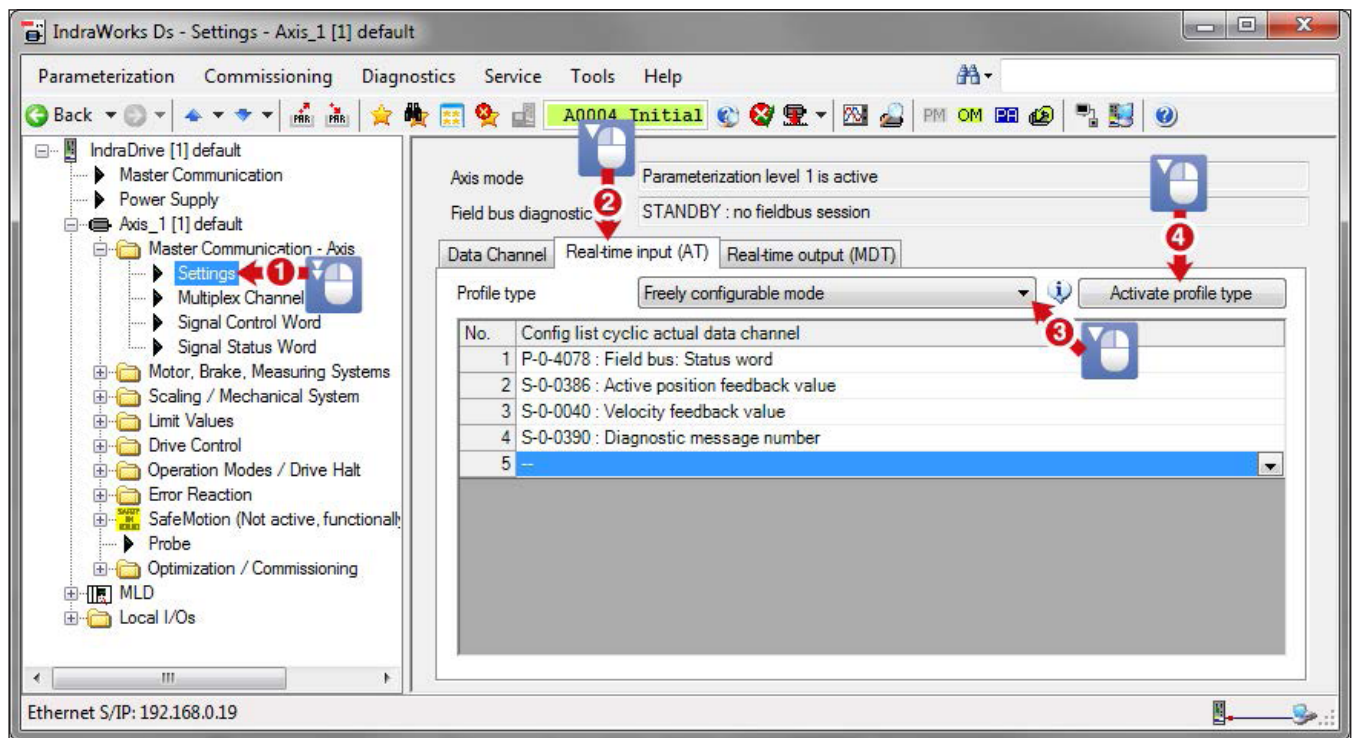 IndraWorks Ds - Settings - Axis_1 [1] default
Parameterization Commissioning Diagnostics Service Tools Help
Back PAR PAR A0004 Initial PM OM
IndraDrive [1] default
Master Communication
Power Supply
Axis_1 [1] default
Master Communication - Axis
Settings 1
Multiplex Channel
Signal Control Word
Signal Status Word
Motor, Brake, Measuring Systems
Scaling / Mechanical System
Limit Values
Drive Control
Operation Modes / Drive Halt
Error Reaction
SafeMotion (Not active, functionally
Probe
Optimization / Commissioning
MLD
Local I/Os
Axis mode Parameterization level 1 is active
Field bus diagnostic 2 STANDBY : no fieldbus session
4
Data Channel Real-time input (AT) Real-time output (MDT)
Profile type Freely configurable mode Activate profile type
3
No. Config list cyclic actual data channel
1 P-0-4078 : Field bus: Status word
2 S-0-0386 : Active position feedback value
3 S-0-0040 : Velocity feedback value
4 S-0-0390 : Diagnostic message number
5 --
Ethernet S/IP: 192.168.0.19